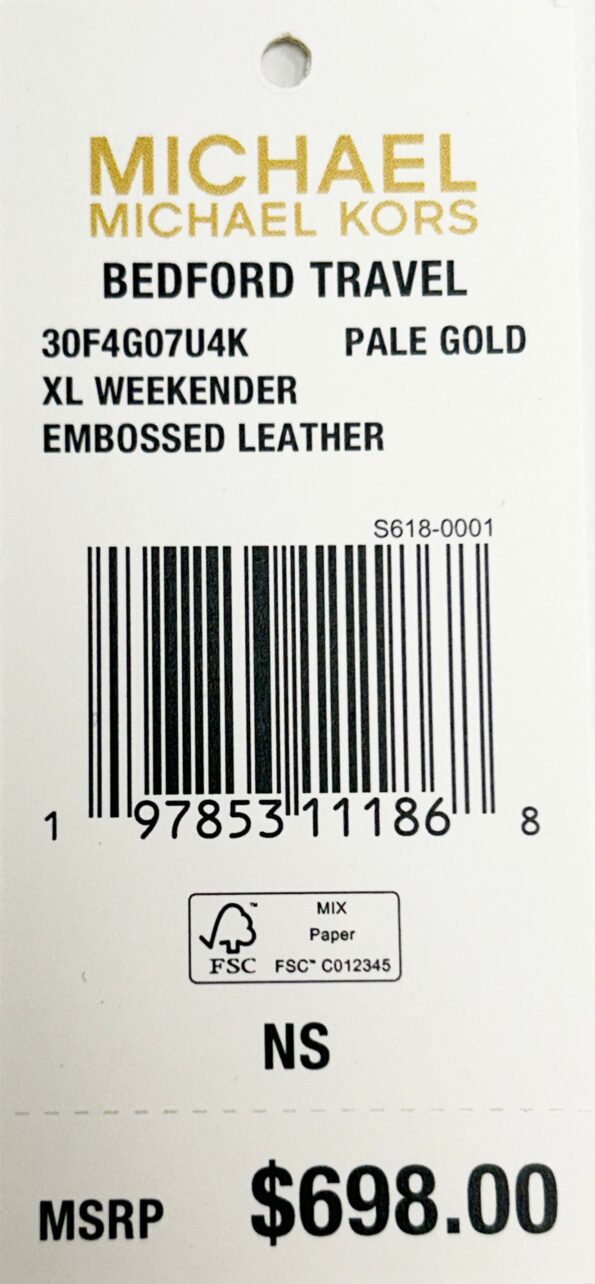 MICHAEL
MICHAEL KORS
BEDFORD TRAVEL
30F4G07U4K PALE GOLD
XL WEEKENDER
EMBOSSED LEATHER
S618-0001
1 97853 11186 8
MIX
Paper
FSC™ C012345
™
FSC
NS
MSRP $698.00